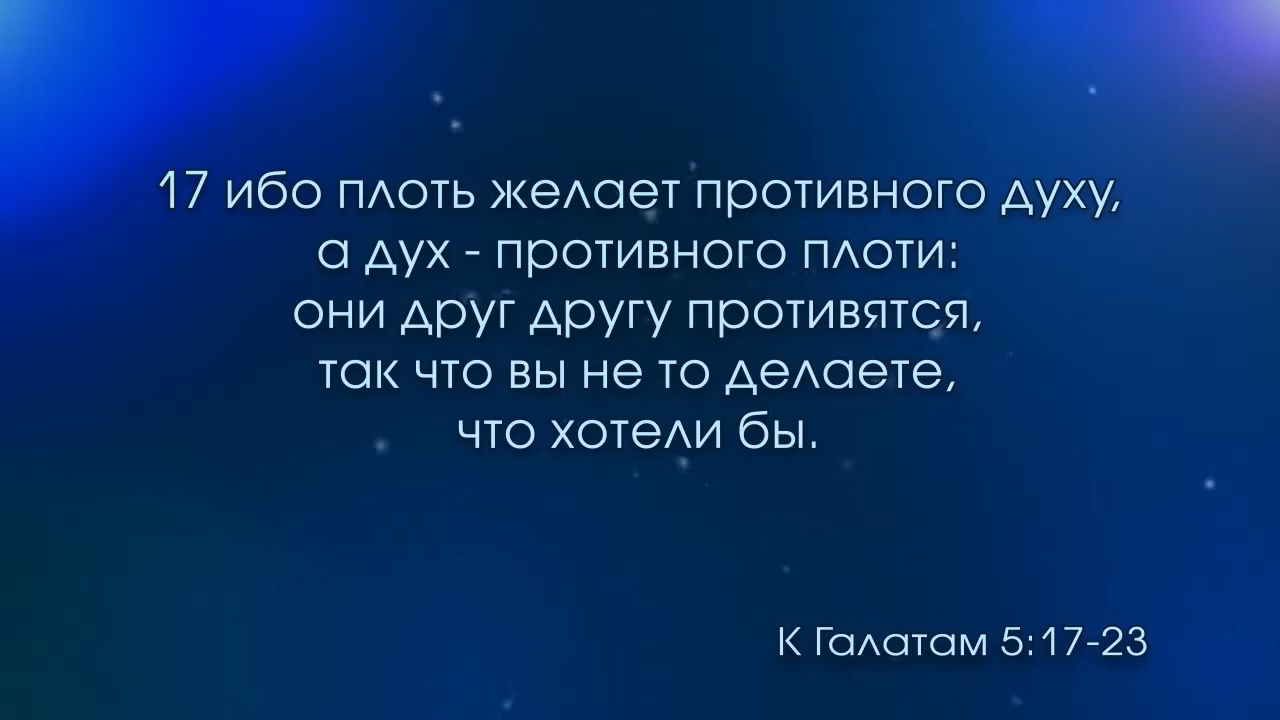 17 ибо плоть желает противного духу,
а дух - противного плоти:
они друг другу противятся,
так что вы не то делаете,
что хотели бы.
К Галатам 5:17-23